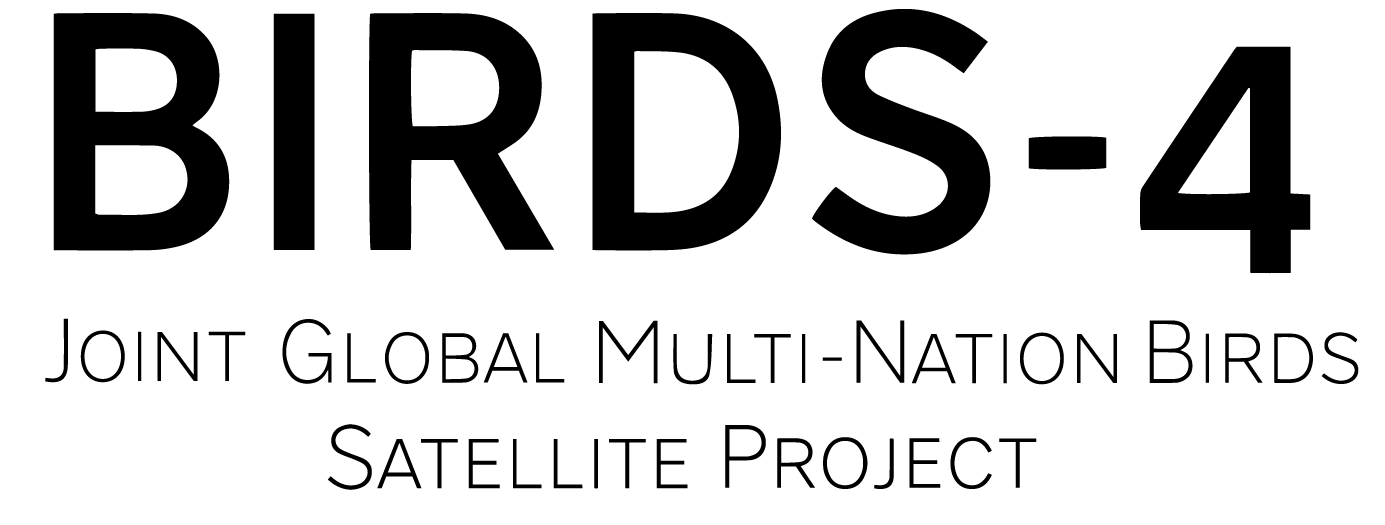 BIRDS-4
Joint Global Multi-Nation Birds
Satellite Project